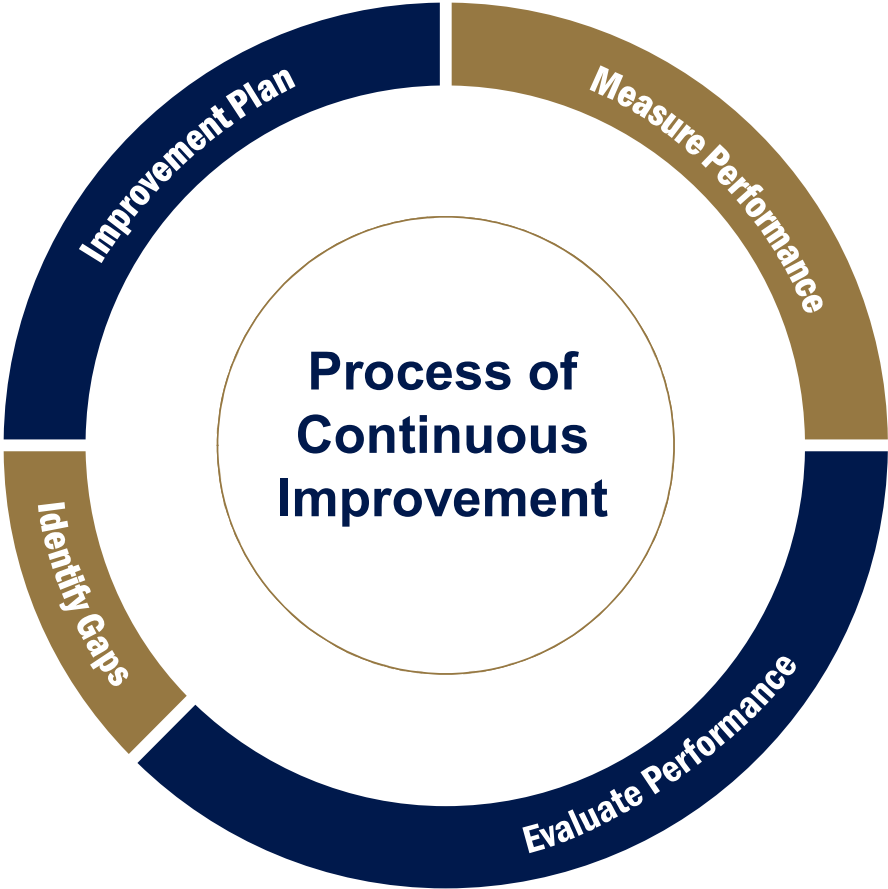 Improvement Plan
Measure Performance
Process of
Continuous
Improvement
Identify Gaps
Evaluate Performance